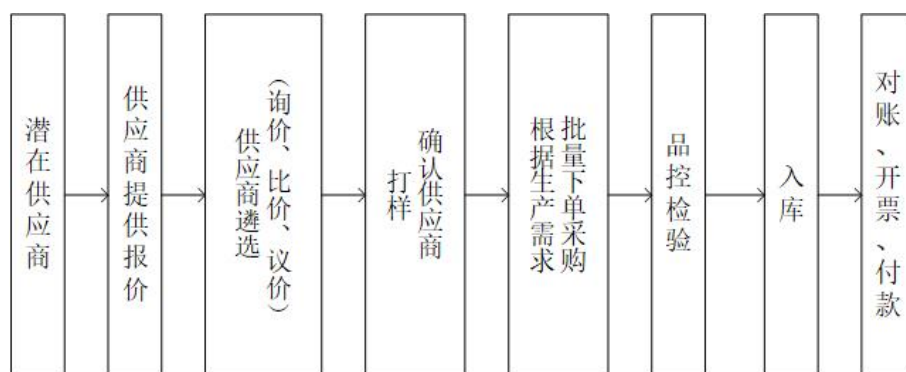 潜在供应商
供应商提供报价
供应商遴选
（询价、比价、议价）
打样
确认供应商
根据生产需求
批量下单采购
品控检验
入库
对账、开票、付款